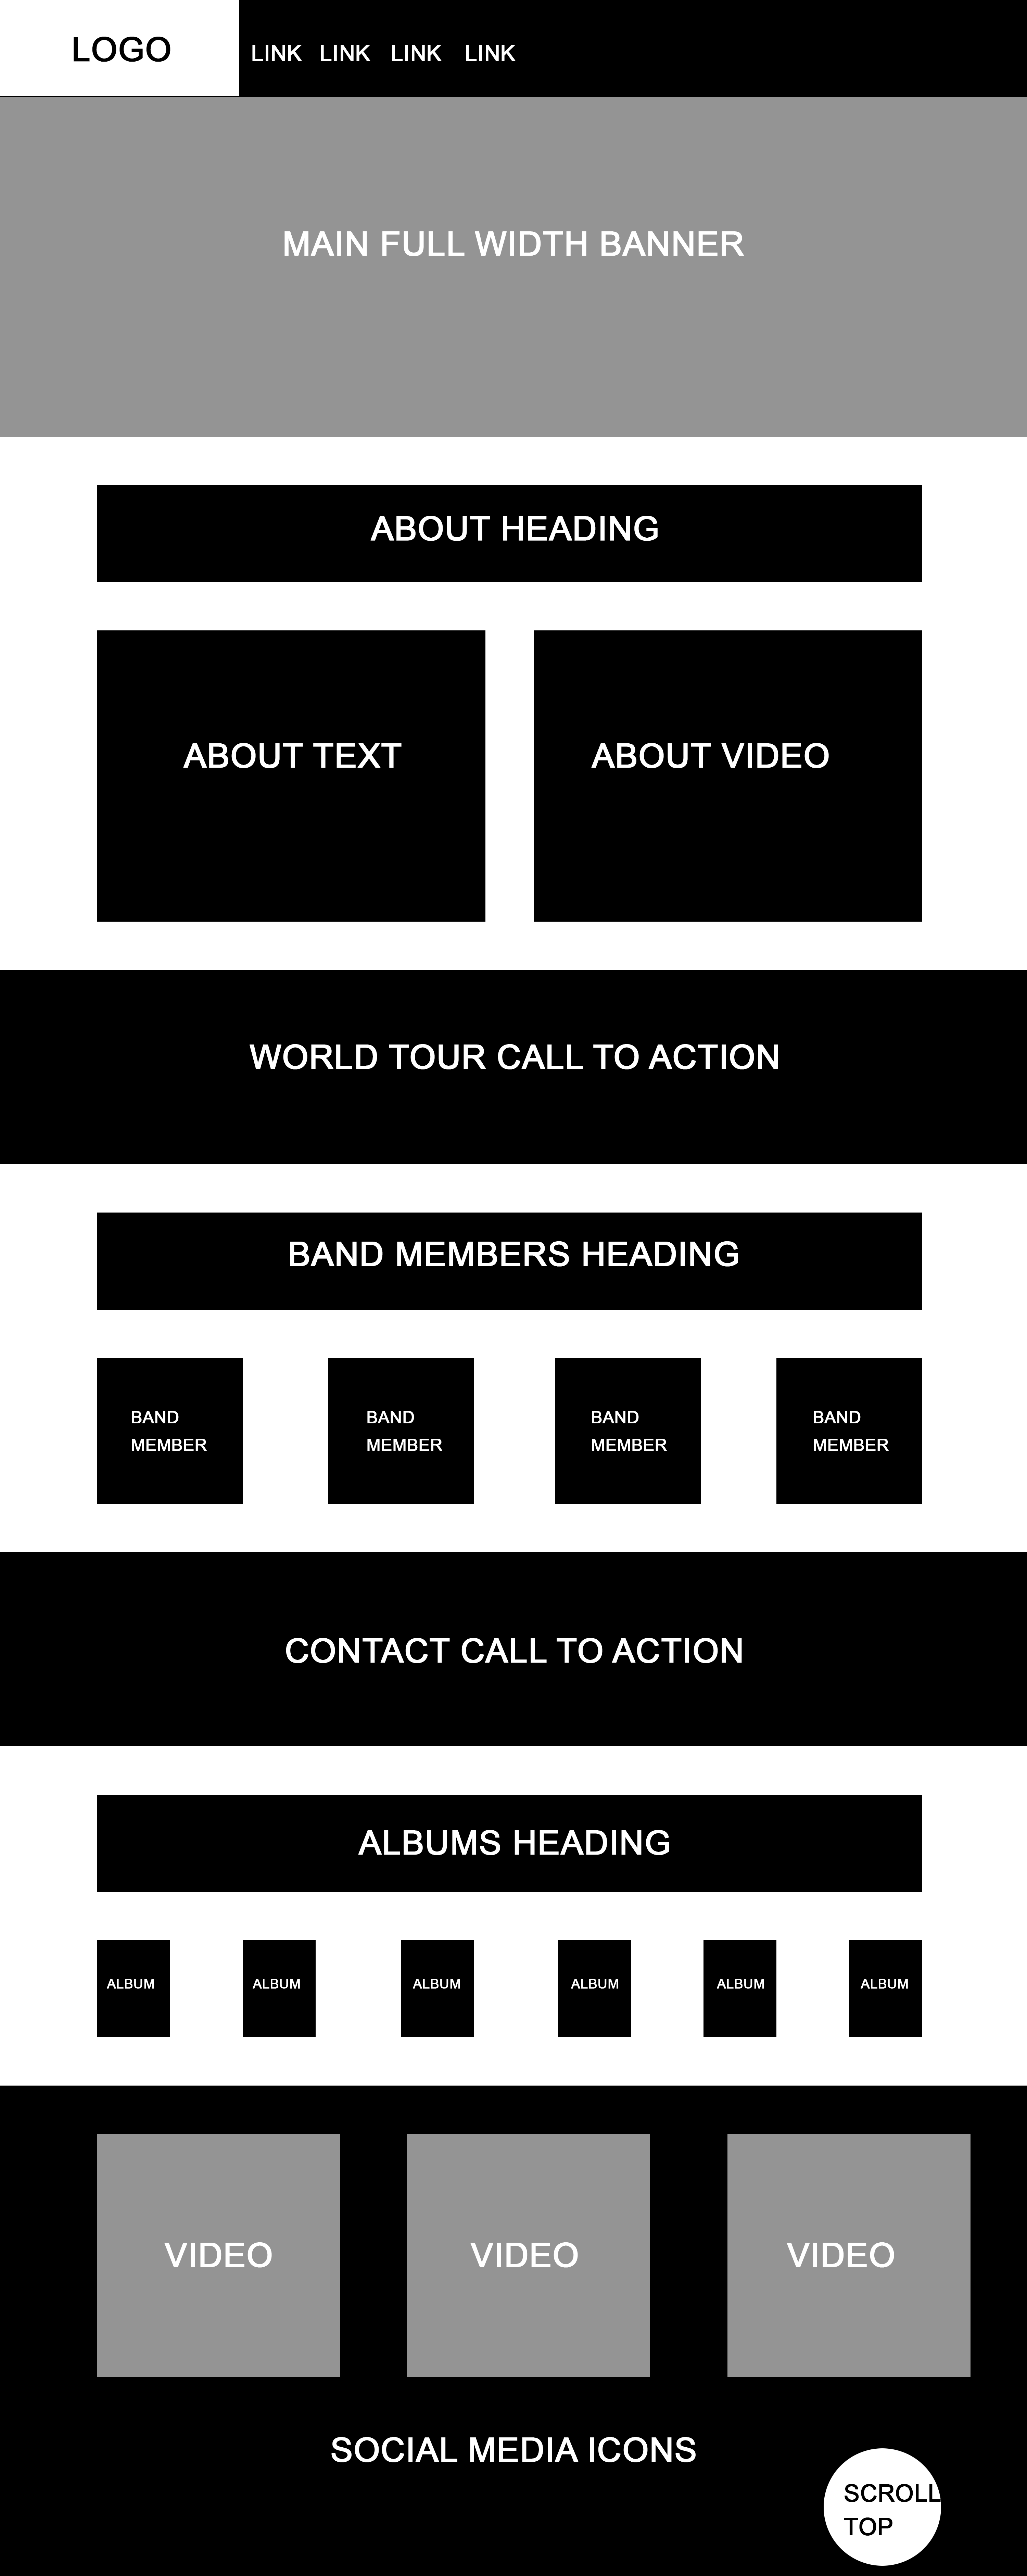 LOGO
LINK LINK LINK LINK
MAIN FULL WIDTH BANNER
ABOUT HEADING
ABOUT TEXT
ABOUT VIDEO
WORLD TOUR CALL TO ACTION
BAND MEMBERS HEADING
BAND
MEMBER
BAND
MEMBER
BAND
MEMBER
BAND
MEMBER
CONTACT CALL TO ACTION
ALBUMS HEADING
ALBUM
ALBUM
ALBUM
ALBUM
ALBUM
ALBUM
VIDEO
VIDEO
VIDEO
SOCIAL MEDIA ICONS
SCROLL
TOP